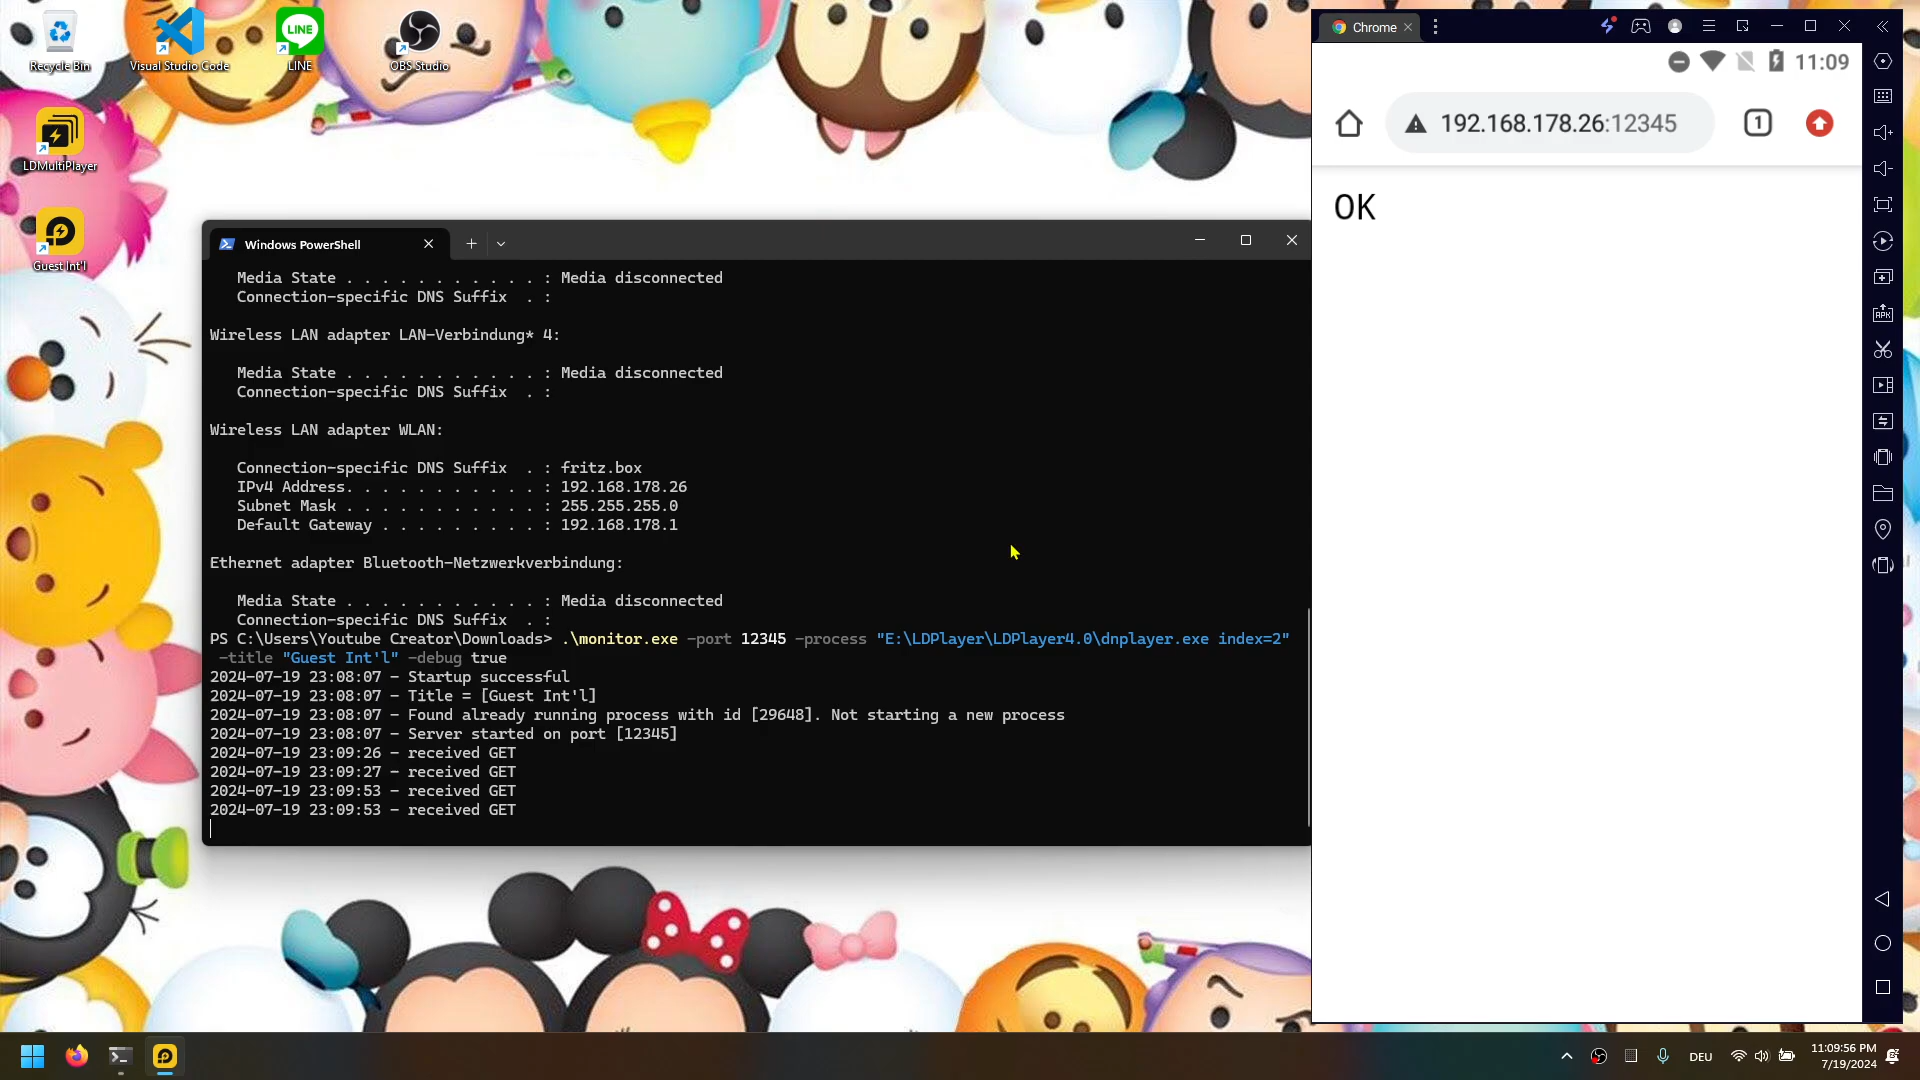 Recycle Bin
Visual Studio Code
LINE
LINE
OBS Studio
LDMultiPlayer
Guest Int'l
Windows PowerShell
   Media State . . . . . . . . . . . : Media disconnected
   Connection-specific DNS Suffix  . :
Wireless LAN adapter LAN-Verbindung* 4:
   Media State . . . . . . . . . . . : Media disconnected
   Connection-specific DNS Suffix  . :
Wireless LAN adapter WLAN:
   Connection-specific DNS Suffix  . : fritz.box
   IPv4 Address. . . . . . . . . . . : 192.168.178.26
   Subnet Mask . . . . . . . . . . . : 255.255.255.0
   Default Gateway . . . . . . . . . : 192.168.178.1
Ethernet adapter Bluetooth-Netzwerkverbindung:
   Media State . . . . . . . . . . . : Media disconnected
   Connection-specific DNS Suffix  . :
PS C:\Users\Youtube Creator\Downloads> .\monitor.exe -port 12345 -process "E:\LDPlayer\LDPlayer4.0\dnplayer.exe index=2"
 -title "Guest Int'l" -debug true
2024-07-19 23:08:07 - Startup successful
2024-07-19 23:08:07 - Title = [Guest Int'l]
2024-07-19 23:08:07 - Found already running process with id [29648]. Not starting a new process
2024-07-19 23:08:07 - Server started on port [12345]
2024-07-19 23:09:26 - received GET
2024-07-19 23:09:27 - received GET
2024-07-19 23:09:53 - received GET
2024-07-19 23:09:53 - received GET
Chrome
11:09
192.168.178.26:12345
1
OK
APK
DEU
11:09:56 PM
7/19/2024